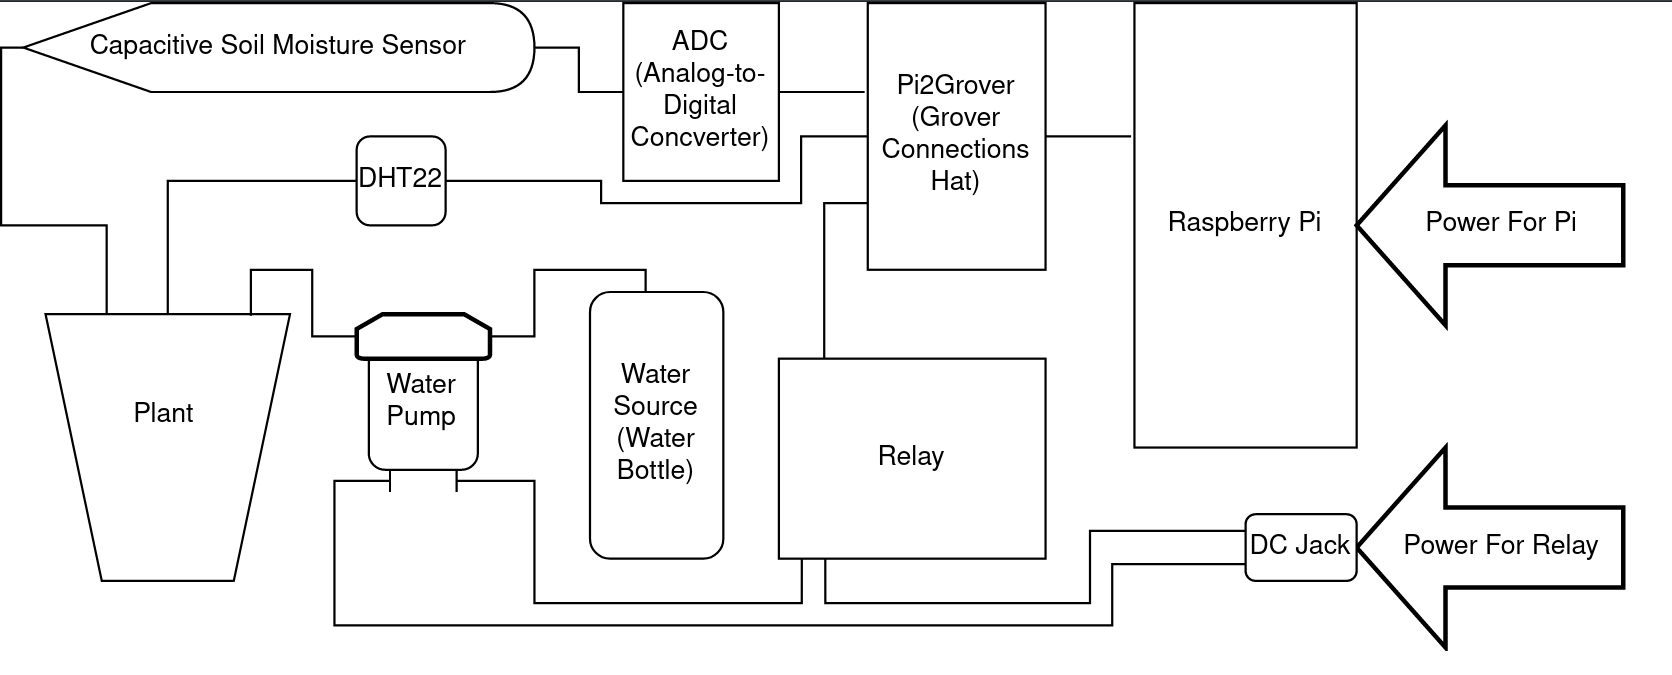 Capacitive Soil Moisture Sensor
ADC
(Analog-to-
Digital
Concverter)
Pi2Grover
(Grover
Connections
Hat)
Raspberry Pi
Power For Pi
DHT22
Plant
Water
Pump
Water
Source
(Water
Bottle)
Relay
DC Jack
Power For Relay